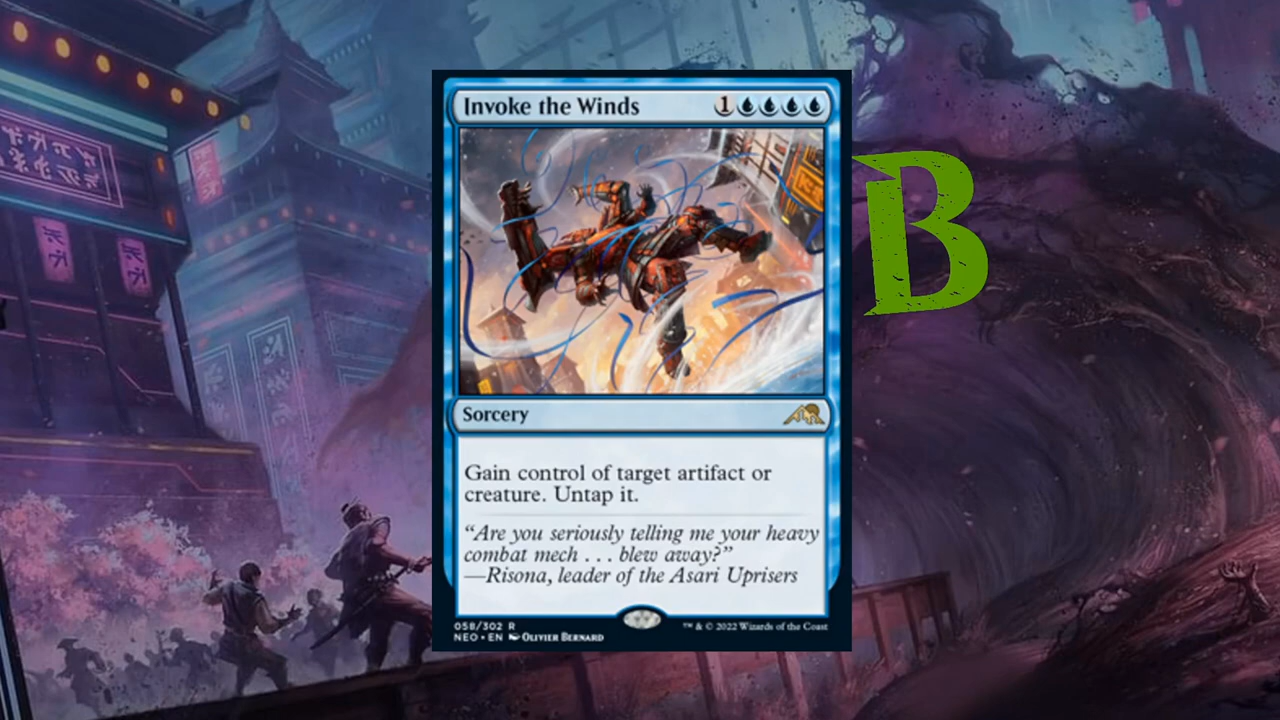 Invoke the Winds 1
B
Sorcery
Gain control of target artifact or
creature. Untap it.
“Are you seriously telling me your heavy
combat mech . . . blew away?”
—Risona, leader of the Asari Uprisers
058/302 R
NEO • EN Olivier Bernard
™ & © 2022 Wizards of the Coast